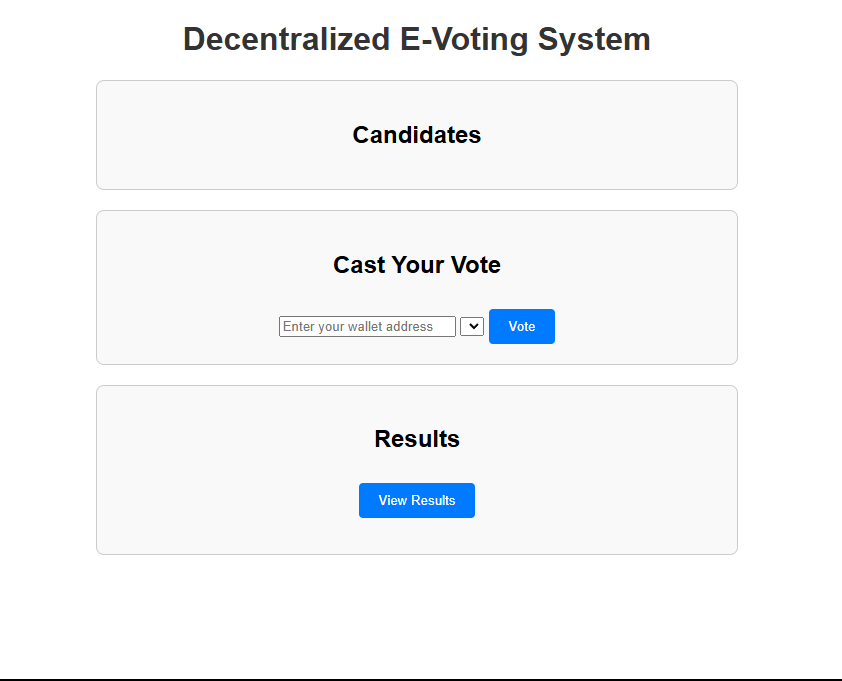 Decentralized E-Voting System
Candidates
Cast Your Vote
Enter your wallet address
Vote
Results
View Results